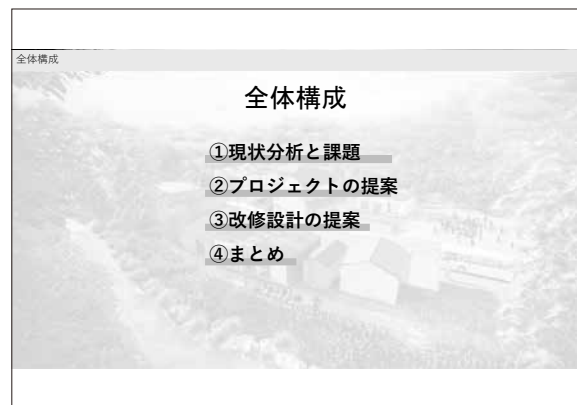 全体構成
全体構成
①現状分析と課題
②プロジェクトの提案
③改修設計の提案
④まとめ